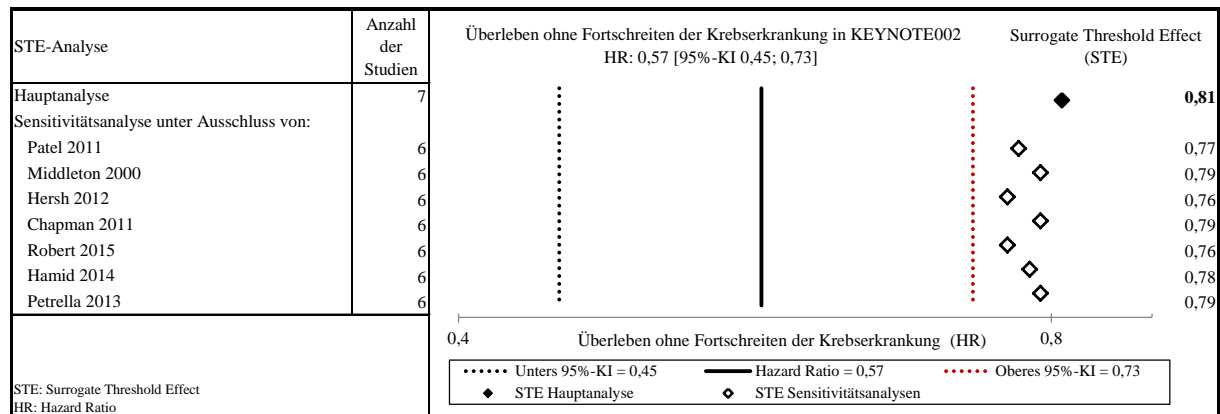 STE-Analyse
Anzahl
der
Studien
Überleben ohne Fortschreiten der Krebserkrankung in KEYNOTE002
HR: 0,57 [95%-KI 0,45; 0,73]
Surrogate Threshold Effect
(STE)
Hauptanalyse 7 0,81
Sensitivitätsanalyse unter Ausschluss von:
Patel 2011 6 0,77
Middleton 2000 6 0,79
Hersh 2012 6 0,76
Chapman 2011 6 0,79
Robert 2015 6 0,76
Hamid 2014 6 0,78
Petrella 2013 6 0,79
0,4 Überleben ohne Fortschreiten der Krebserkrankung (HR) 0,8
Unters 95%-KI = 0,45 Hazard Ratio = 0,57 Oberes 95%-KI = 0,73
STE Hauptanalyse STE Sensitivitätsanalysen
STE: Surrogate Threshold Effect
HR: Hazard Ratio